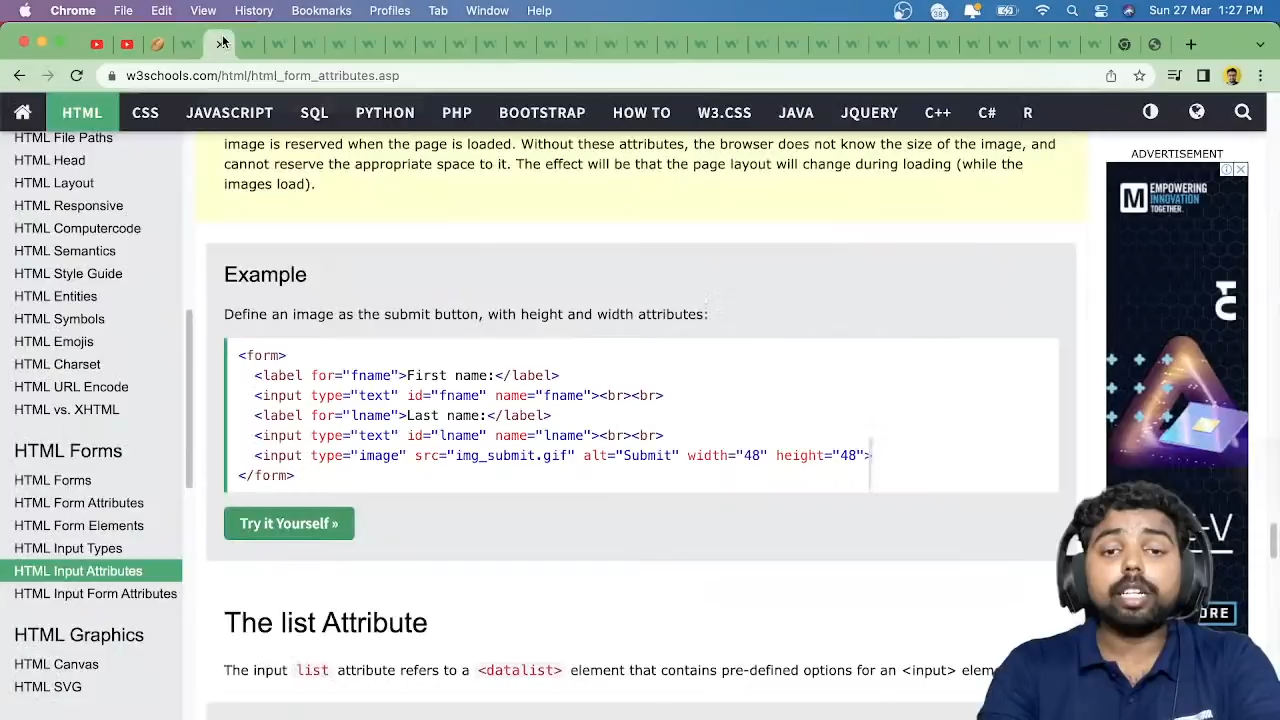 Chrome File Edit View History Bookmarks Profiles Tab Window Help
381 Sun 27 Mar 1:27 PM
w3schools.com/html/html_form_attributes.asp
HTML CSS JAVASCRIPT SQL PYTHON PHP BOOTSTRAP HOW TO W3.CSS JAVA JQUERY C++ C# R
HTML File Paths
HTML Head
HTML Layout
HTML Responsive
HTML Computercode
HTML Semantics
HTML Style Guide
HTML Entities
HTML Symbols
HTML Emojis
HTML Charset
HTML URL Encode
HTML vs. XHTML
HTML Forms
HTML Forms
HTML Form Attributes
HTML Form Elements
HTML Input Types
HTML Input Attributes
HTML Input Form Attributes
HTML Graphics
HTML Canvas
HTML SVG
image is reserved when the page is loaded. Without these attributes, the browser does not know the size of the image, and
cannot reserve the appropriate space to it. The effect will be that the page layout will change during loading (while the
images load).
Example
Define an image as the submit button, with height and width attributes:
<form>
<label for="fname">First name:</label>
<input type="text" id="fname" name="fname"><br><br>
<label for="lname">Last name:</label>
<input type="text" id="lname" name="lname"><br><br>
<input type="image" src="img_submit.gif" alt="Submit" width="48" height="48">
</form>
Try it Yourself »
The list Attribute
The input list attribute refers to a <datalist> element that contains pre-defined options for an <input> elem
ADVERTISEMENT
M EMPOWERING
INNOVATION
TOGETHER.
-V
ORE